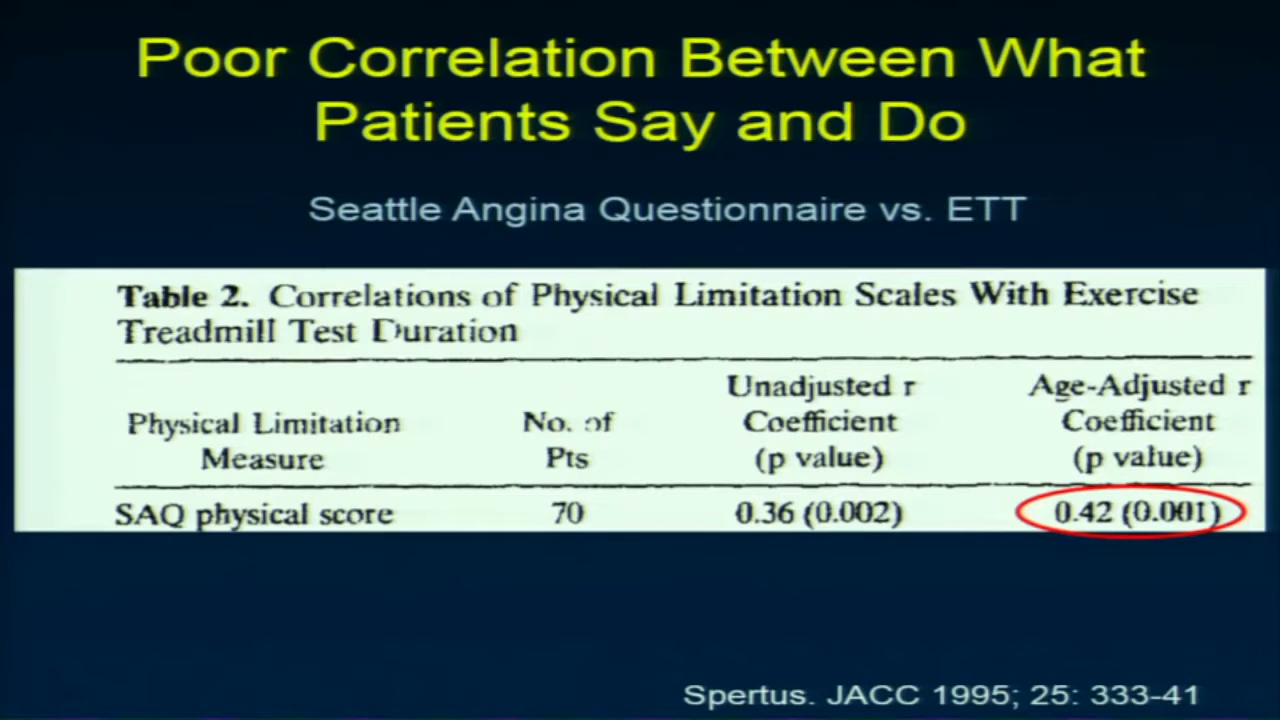 Poor Correlation Between What
Patients Say and Do
Seattle Angina Questionnaire vs. ETT
Table 2. Correlations of Physical Limitation Scales With Exercise
Treadmill Test Duration
Physical Limitation Measure No. of Pts Unadjusted r Coefficient (p value) Age-Adjusted r Coefficient (p value)
SAQ physical score 70 0.36 (0.002) 0.42 (0.001)
Spertus. JACC 1995; 25: 333-41